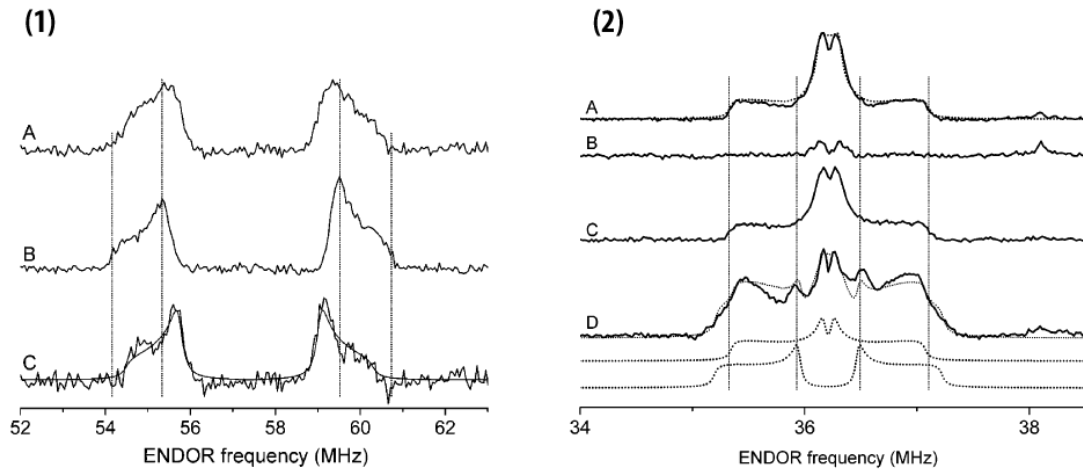 (1)
A
B
C
52 54 56 58 60 62
ENDOR frequency (MHz)
(2)
A
B
C
D
34 36 38
ENDOR frequency (MHz)